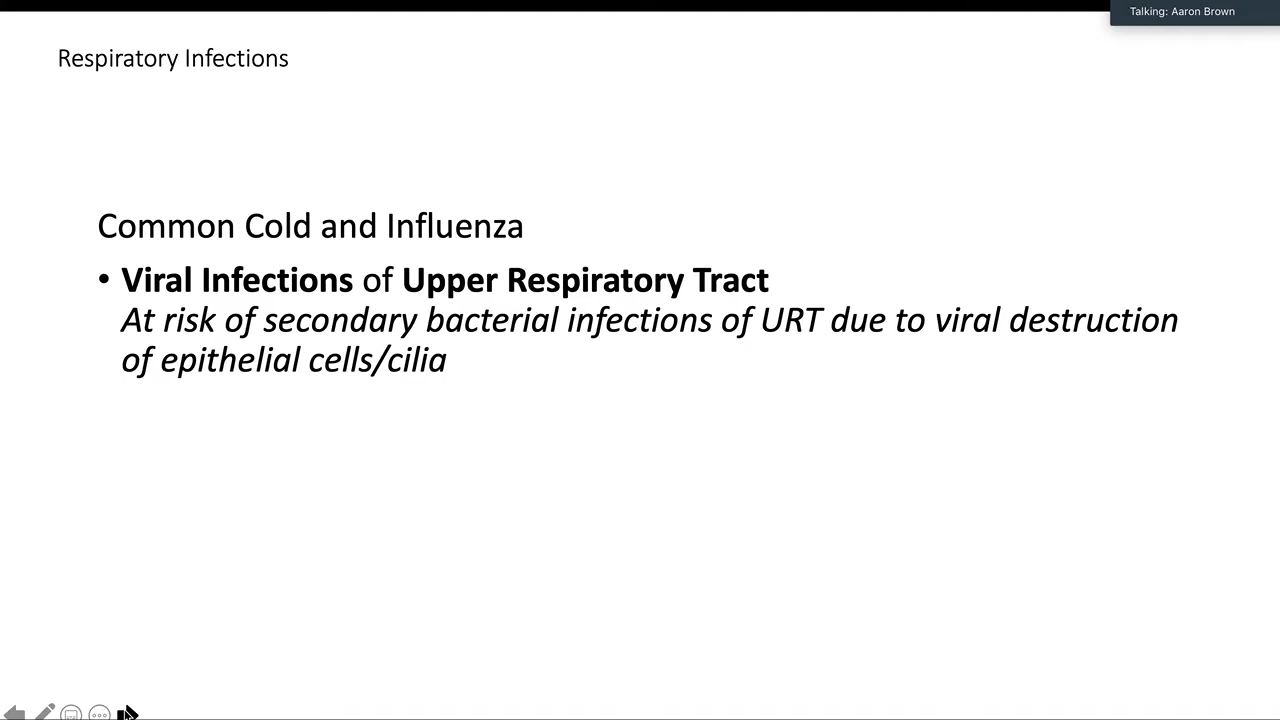 Talking: Aaron Brown
Respiratory Infections
Common Cold and Influenza
• Viral Infections of Upper Respiratory Tract
At risk of secondary bacterial infections of URT due to viral destruction
of epithelial cells/cilia